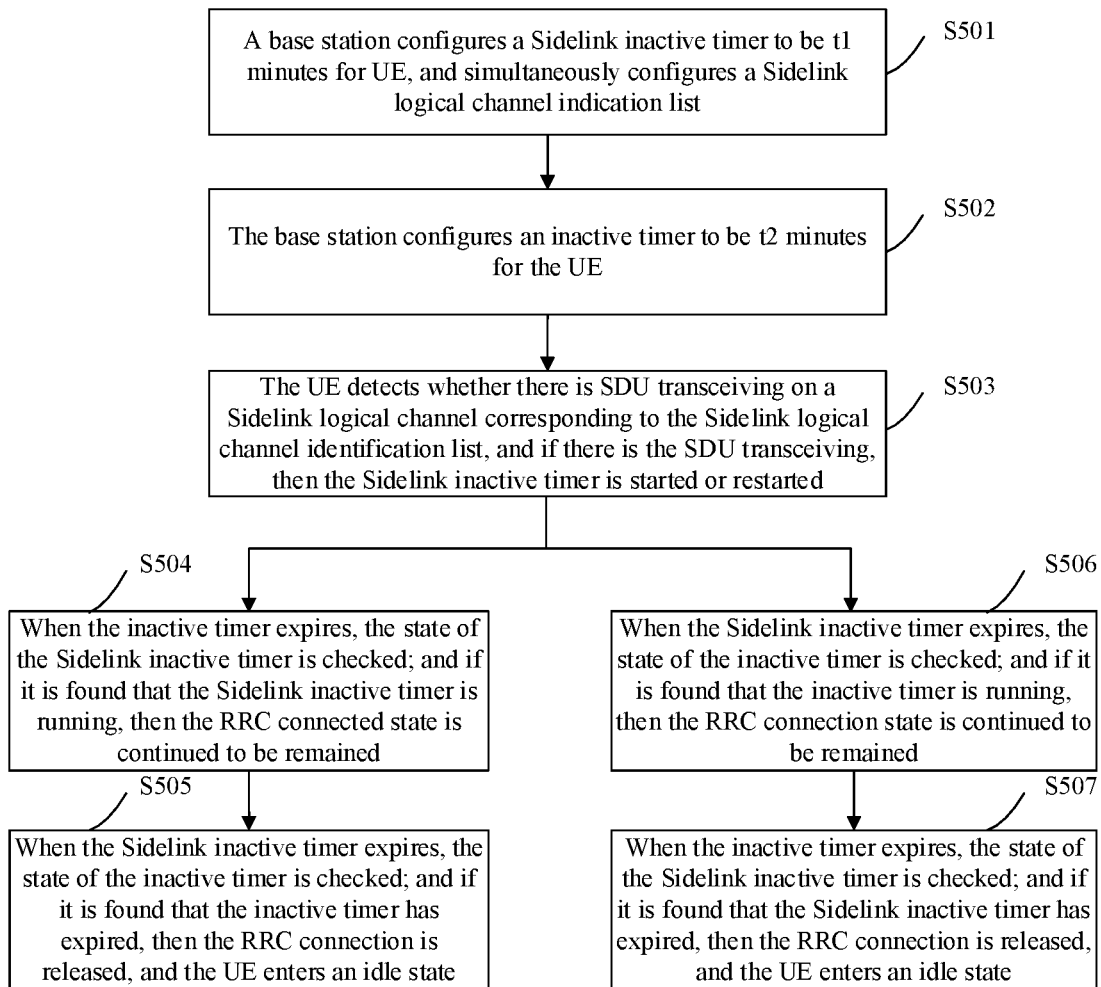 A base station configures a Sidelink inactive timer to be t1
minutes for UE, and simultaneously configures a Sidelink
logical channel indication list
S501
The base station configures an inactive timer to be t2 minutes
for the UE
S502
The UE detects whether there is SDU transceiving on a
Sidelink logical channel corresponding to the Sidelink logical
channel identification list, and if there is the SDU transceiving,
then the Sidelink inactive timer is started or restarted
S503
S504
When the inactive timer expires, the state of
the Sidelink inactive timer is checked; and if
it is found that the Sidelink inactive timer is
running, then the RRC connected state is
continued to be remained
S505
When the Sidelink inactive timer expires, the
state of the inactive timer is checked; and if
it is found that the inactive timer has
expired, then the RRC connection is
released, and the UE enters an idle state
S506
When the Sidelink inactive timer expires, the
state of the inactive timer is checked; and if it
is found that the inactive timer is running,
then the RRC connection state is continued to
be remained
S507
When the inactive timer expires, the state of
the Sidelink inactive timer is checked; and if
it is found that the Sidelink inactive timer has
expired, then the RRC connection is released,
and the UE enters an idle state